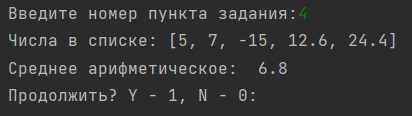 Введите номер пункта задания:4
Числа в списке: [5, 7, -15, 12.6, 24.4]
Среднее арифметическое:  6.8
Продолжить? Y - 1, N - 0: